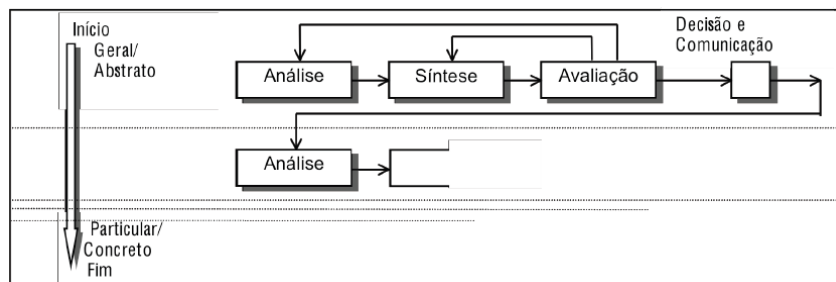 Início
Geral/
Abstrato
Decisão e
Comunicação
Análise
Síntese
Avaliação
Análise
Particular/
Concreto
Fim